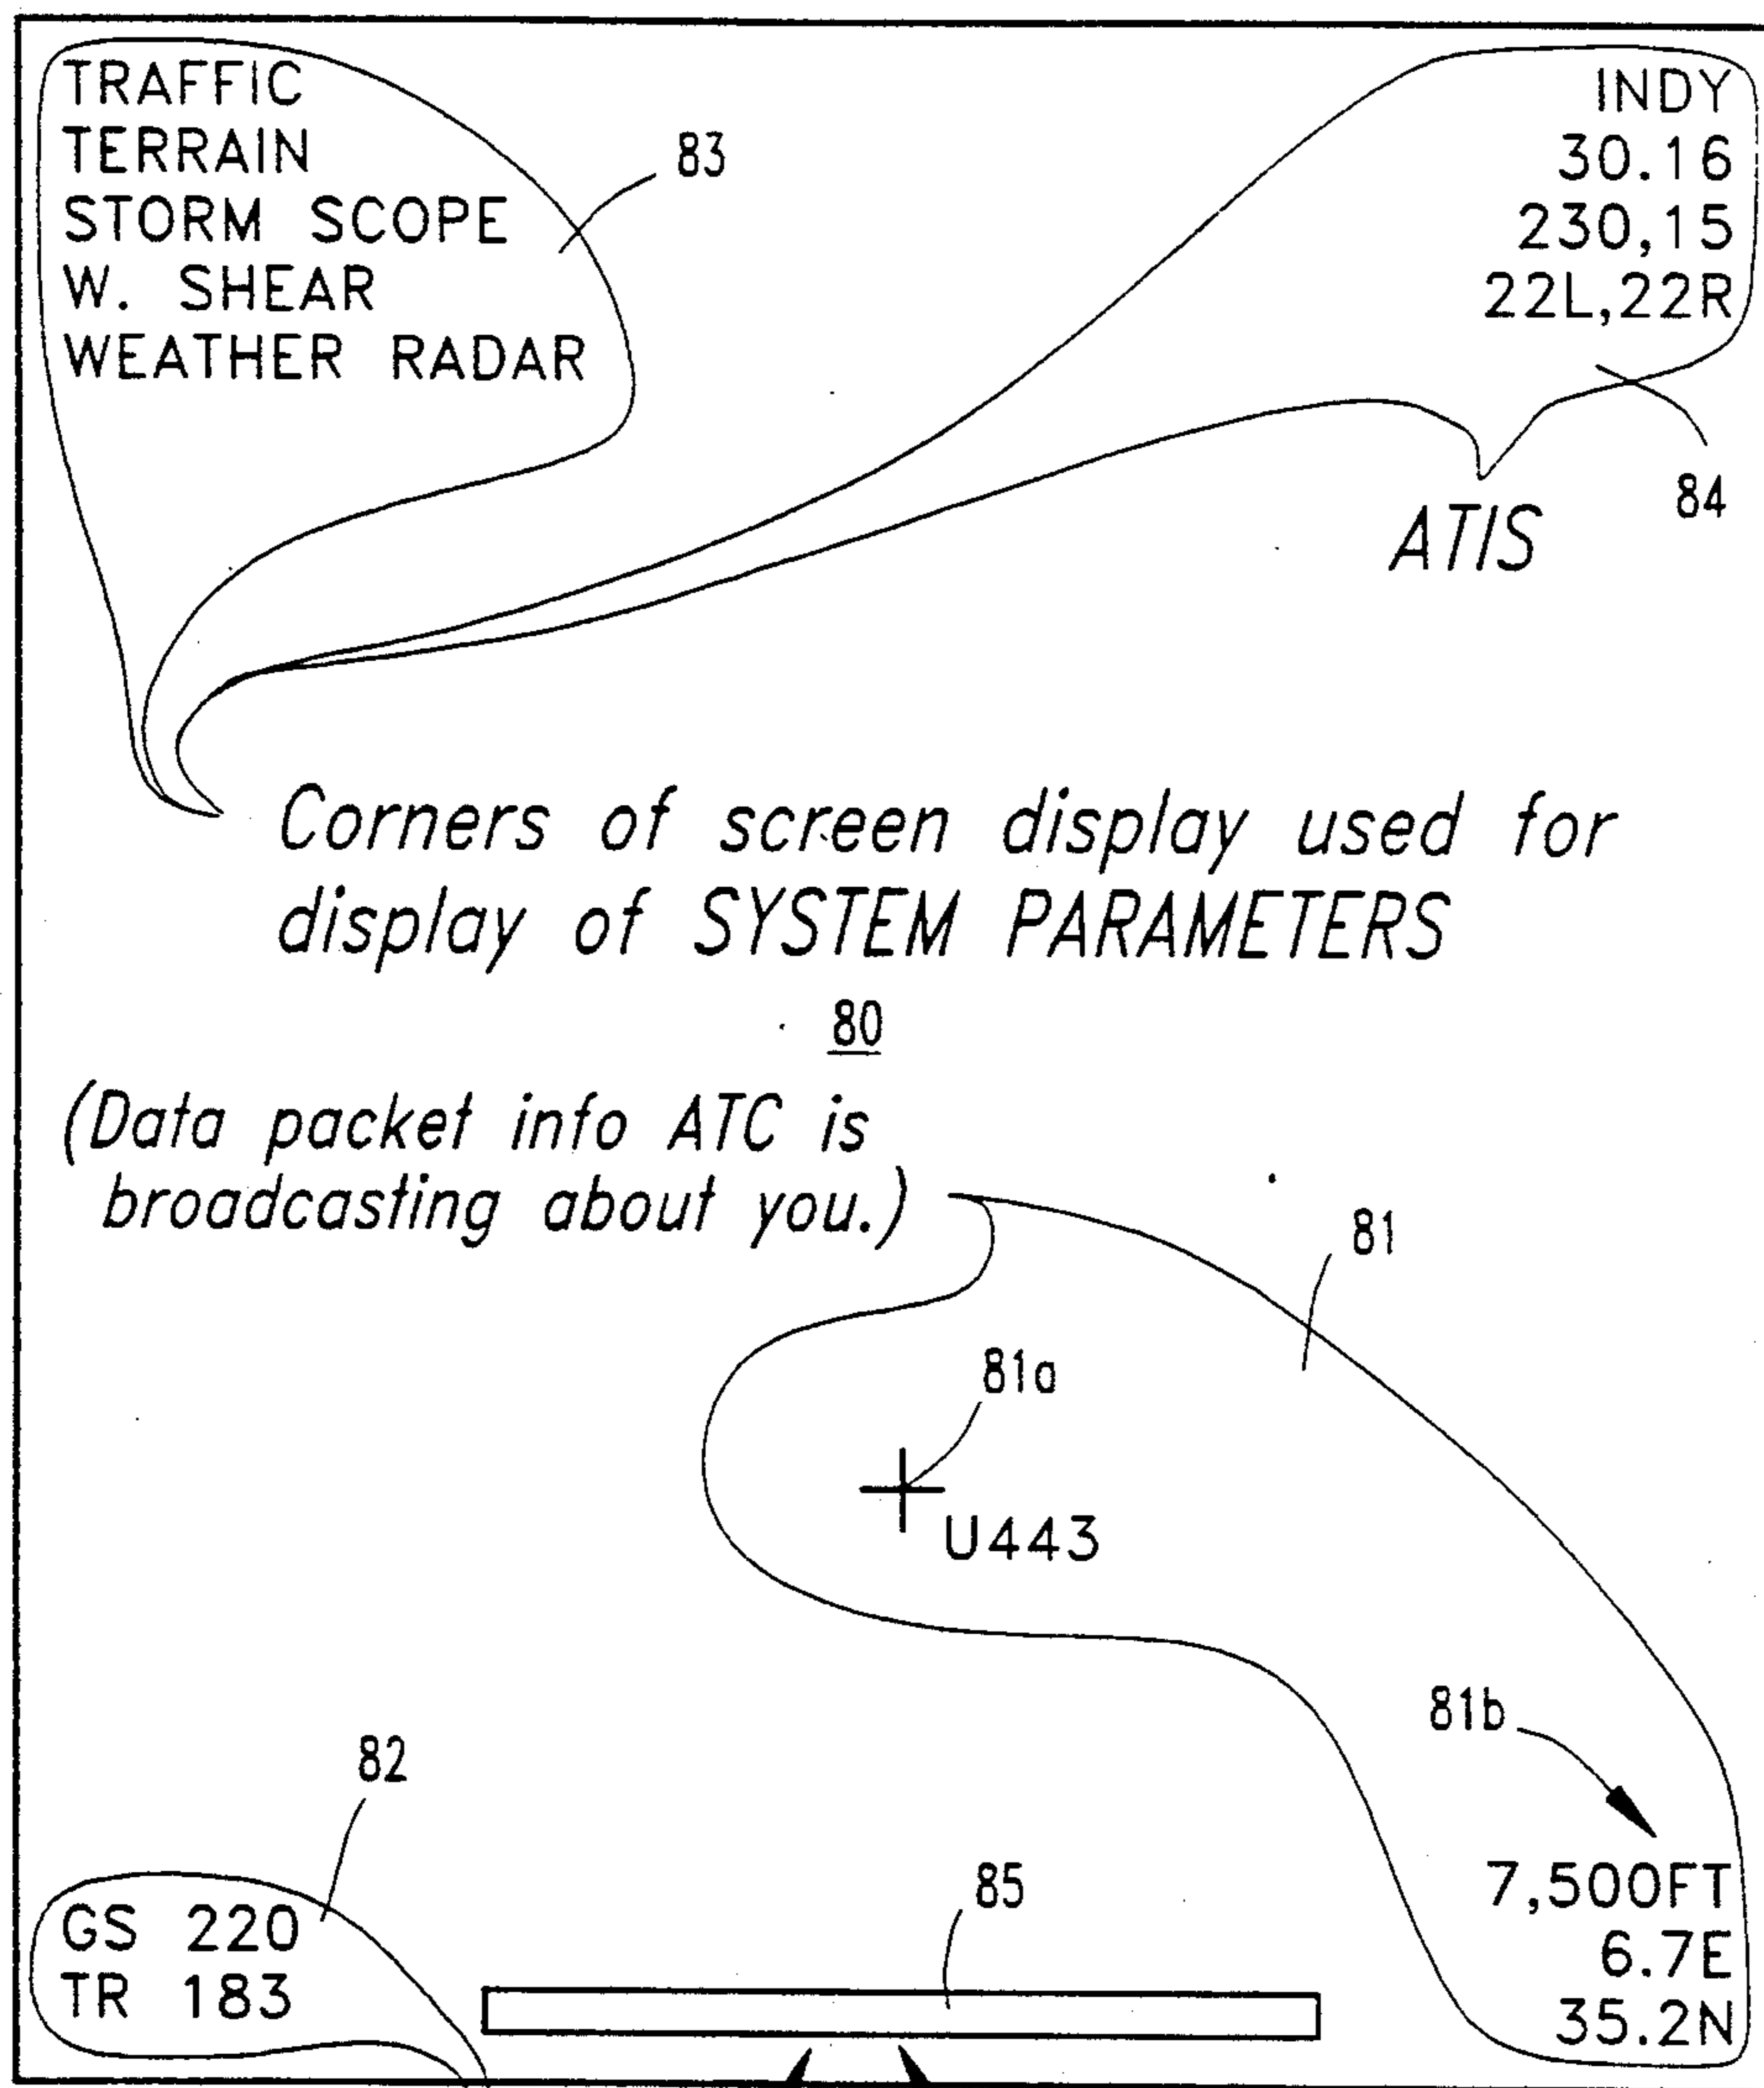 TRAFFIC
TERRAIN
STORM SCOPE
W. SHEAR
WEATHER RADAR
83
INDY
30.16
230,15
22L,22R
84
ATIS
Corners of screen display used for
display of SYSTEM PARAMETERS
80
(Data packet info ATC is
broadcasting about you.)
81
81a
U443
81b
7,500FT
6.7E
35.2N
82
GS 220
TR 183
85